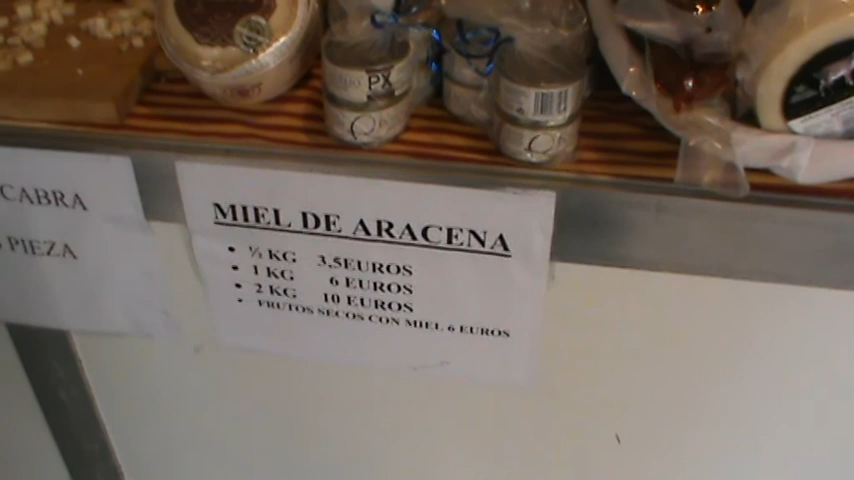 PX
CABRA
PIEZA
MIEL DE ARACENA
• ½ KG 3,5EUROS
• 1 KG 6 EUROS
• 2 KG 10 EUROS
• FRUTOS SECOS CON MIEL 6 EUROS